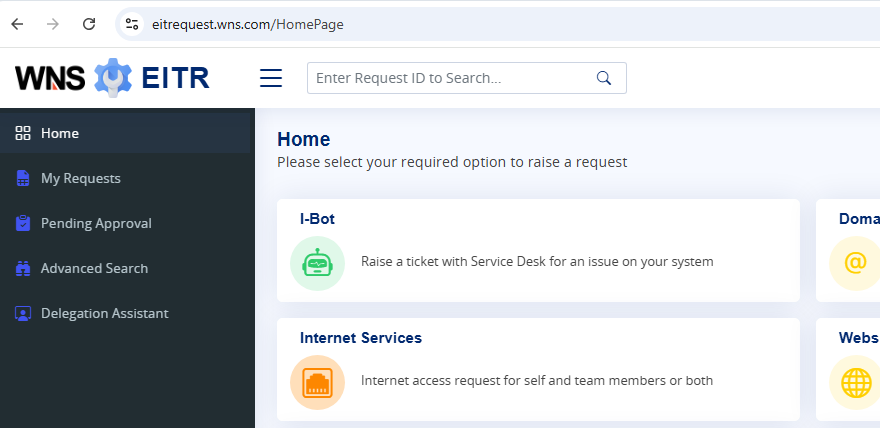 eitrequest.wns.com/HomePage
WNS EITR
Enter Request ID to Search...
Home
My Requests
Pending Approval
Advanced Search
Delegation Assistant
Home
Please select your required option to raise a request
I-Bot
Raise a ticket with Service Desk for an issue on your system
Doma
@
Internet Services
Internet access request for self and team members or both
Webs